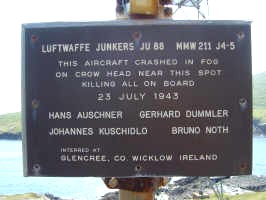 LUFTWAFFE JUNKERS JU 88 MMW 211 J4-5
THIS AIRCRAFT CRASHED IN FOG
ON CROW HEAD NEAR THIS SPOT
KILLING ALL ON BOARD
23 JULY 1943
HANS AUSCHNER GERHARD DUMMLER
JOHANNES KUSCHIDLO BRUNO NOTH
INTERRED AT
GLENCREE, CO. WICKLOW IRELAND